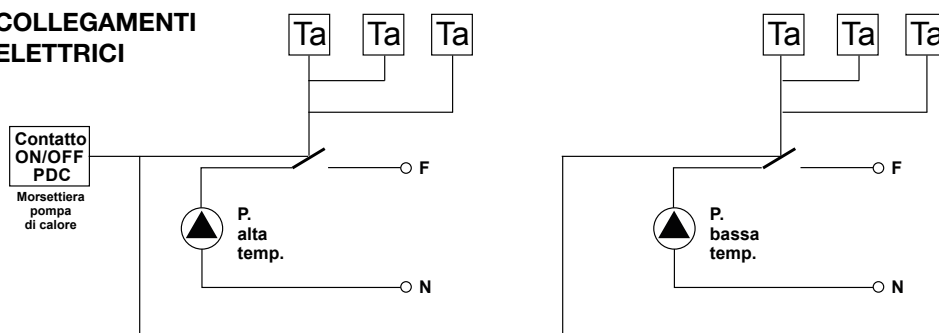 COLLEGAMENTI
ELETTRICI
Ta Ta Ta
Contatto
ON/OFF
PDC
Morsettiera
pompa
di calore
F
P.
alta
temp.
N
Ta Ta Ta
F
P.
bassa
temp.
N